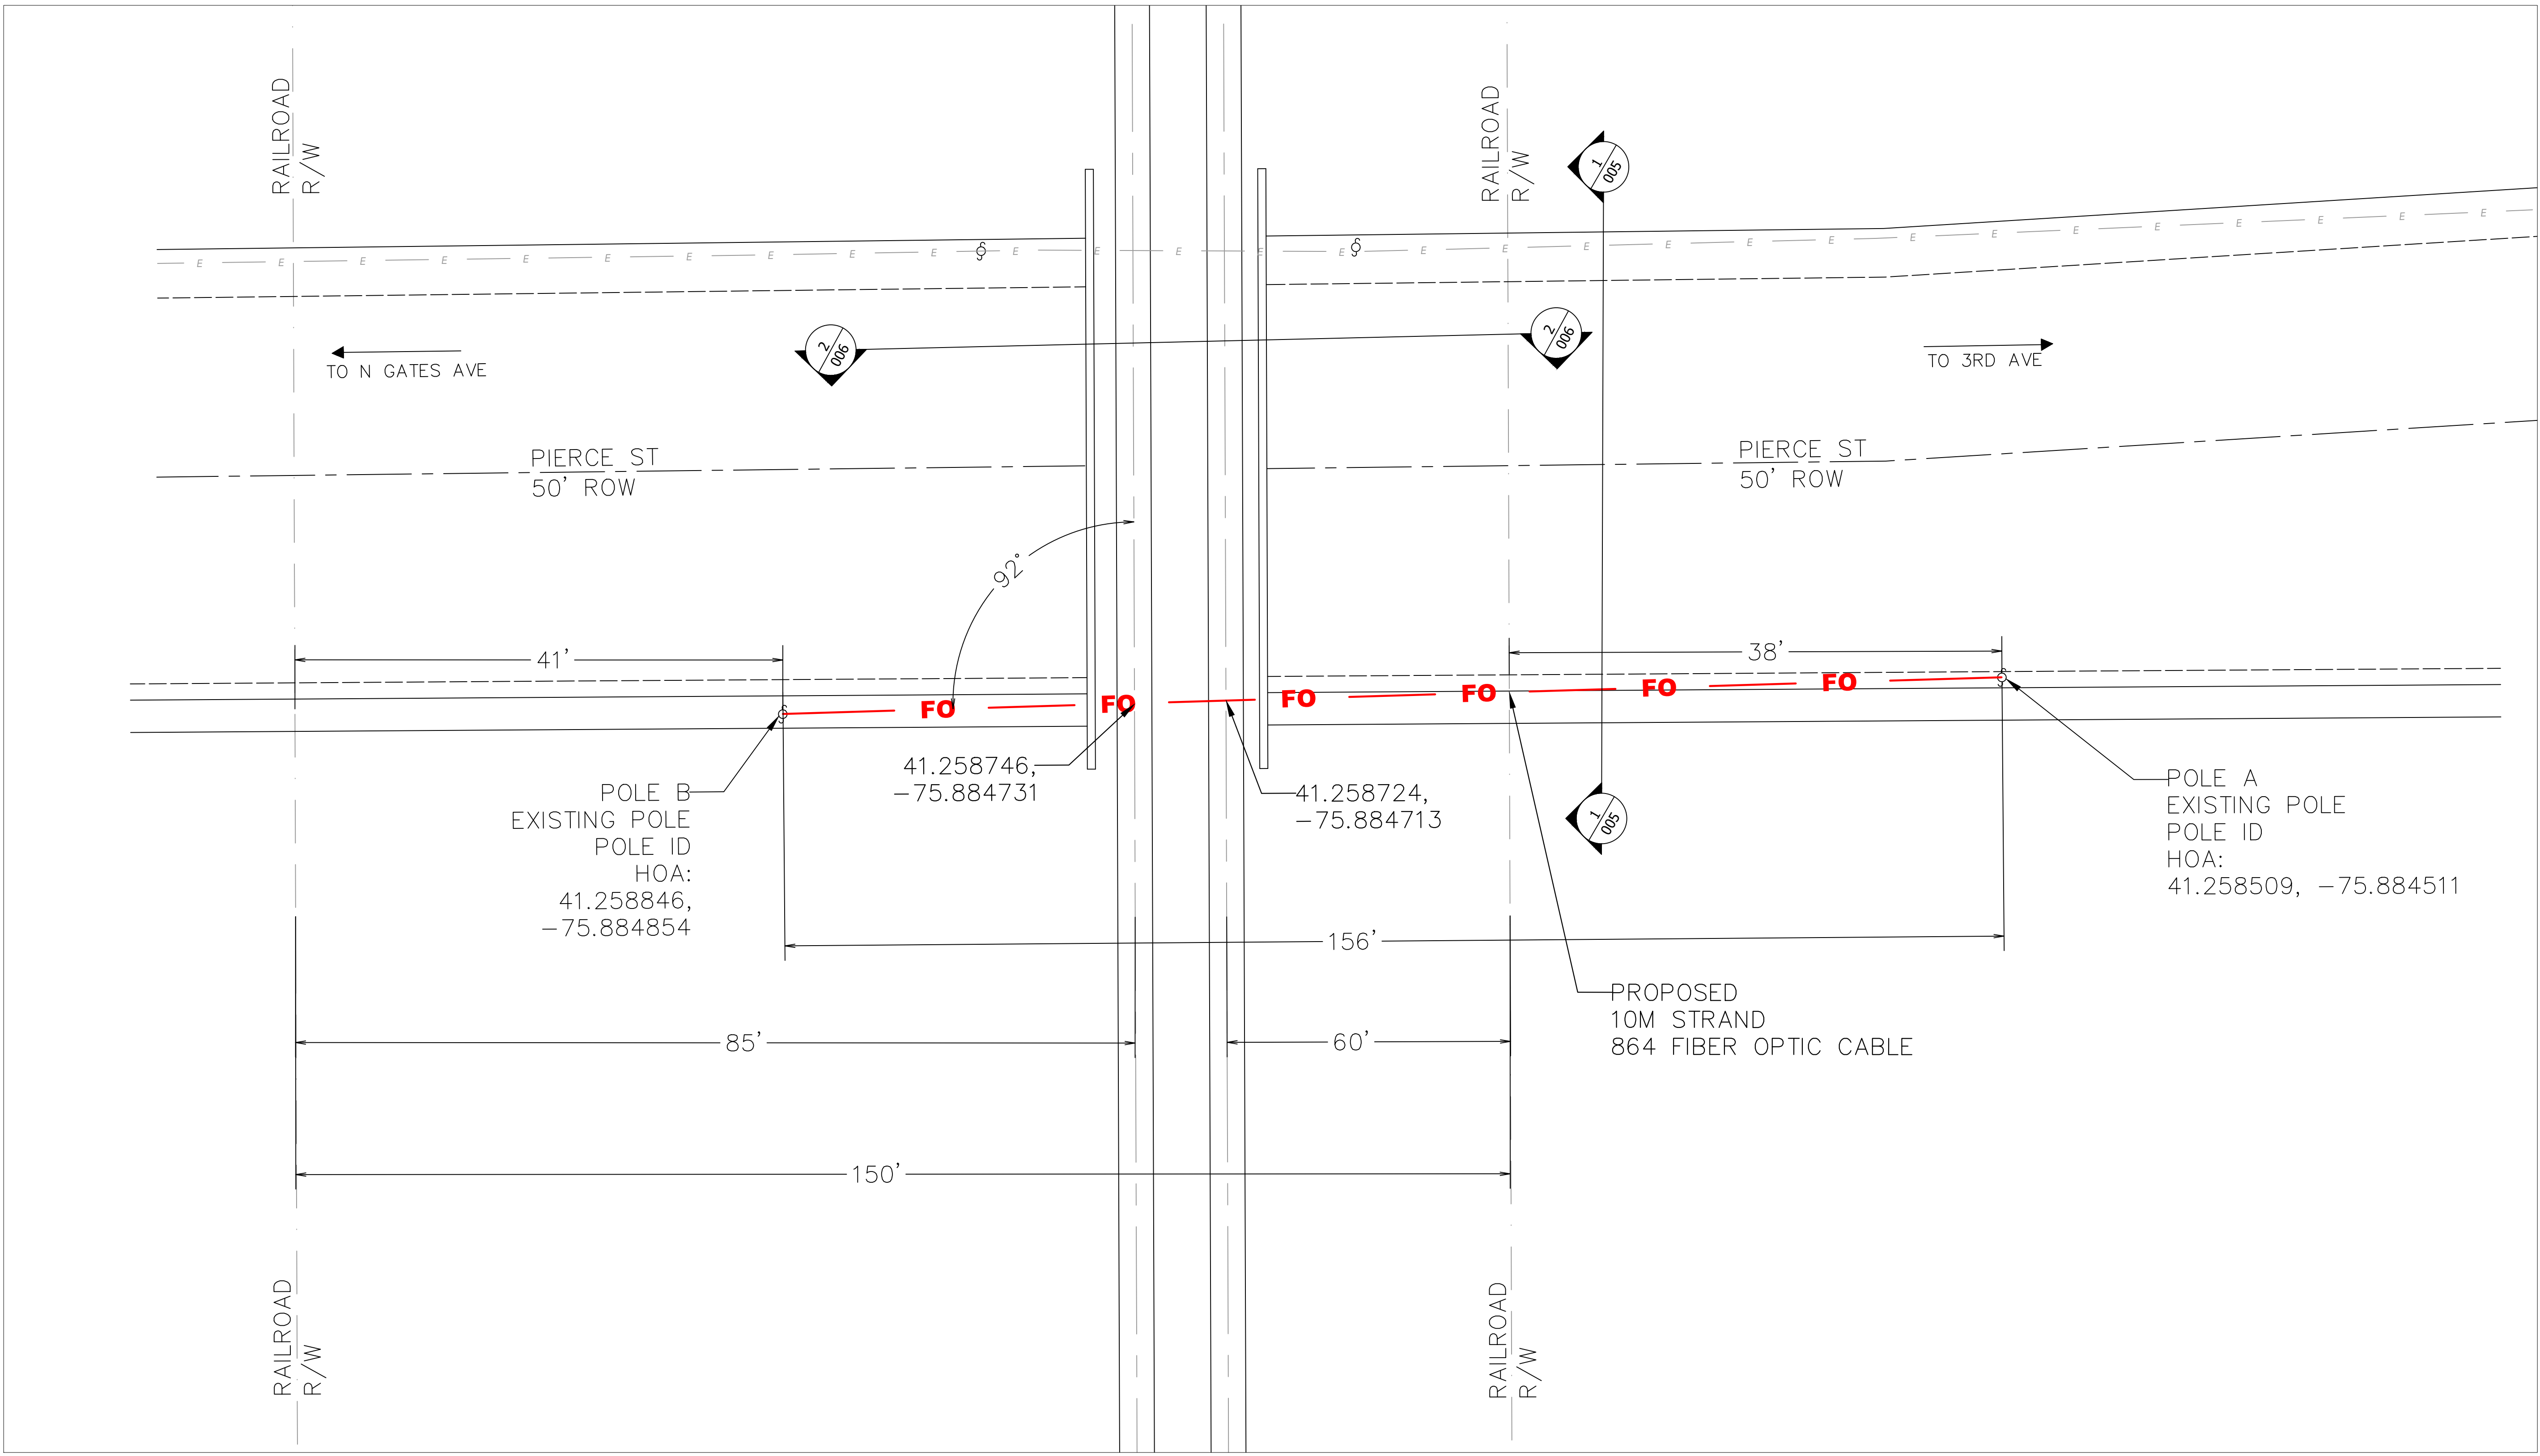 RAILROAD
R/W
RAILROAD
R/W
1
005
E E E E E E E E E E E E E E E E E E E E E E E E E E E E E
2
006
2
006
TO N GATES AVE
TO 3RD AVE
PIERCE ST
50' ROW
PIERCE ST
50' ROW
92°
41'
38'
FO FO FO FO FO FO
41.258746,
-75.884731
41.258724,
-75.884713
1
005
POLE B
EXISTING POLE
POLE ID
HOA:
41.258846,
-75.884854
POLE A
EXISTING POLE
POLE ID
HOA:
41.258509, -75.884511
156'
PROPOSED
10M STRAND
864 FIBER OPTIC CABLE
85'
60'
150'
RAILROAD
R/W
RAILROAD
R/W